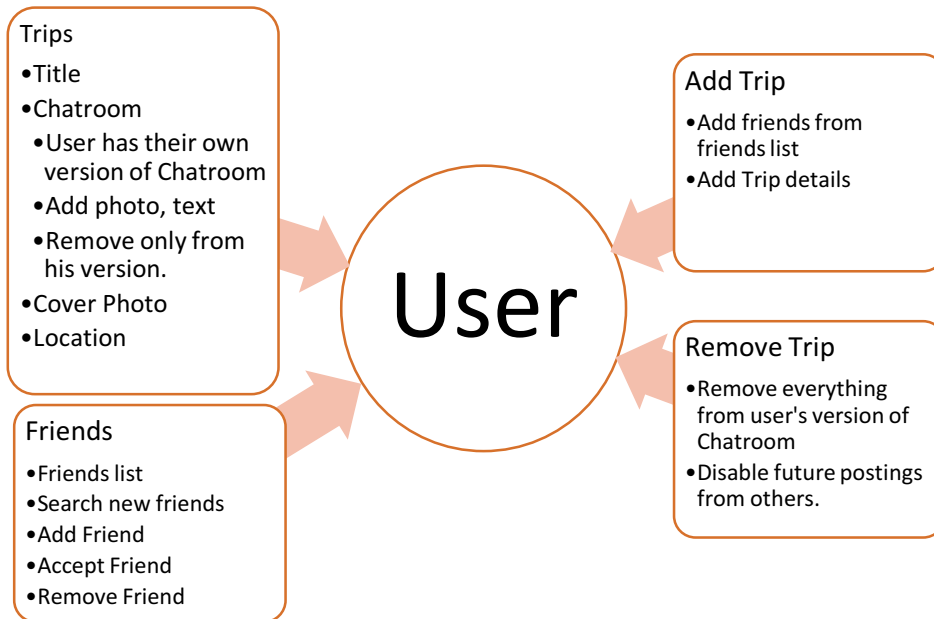 Trips
•Title
•Chatroom
•User has their own
version of Chatroom
•Add photo, text
•Remove only from
his version.
•Cover Photo
•Location
Friends
•Friends list
•Search new friends
•Add Friend
•Accept Friend
•Remove Friend
User
Add Trip
•Add friends from
friends list
•Add Trip details
Remove Trip
•Remove everything
from user's version of
Chatroom
•Disable future postings
from others.